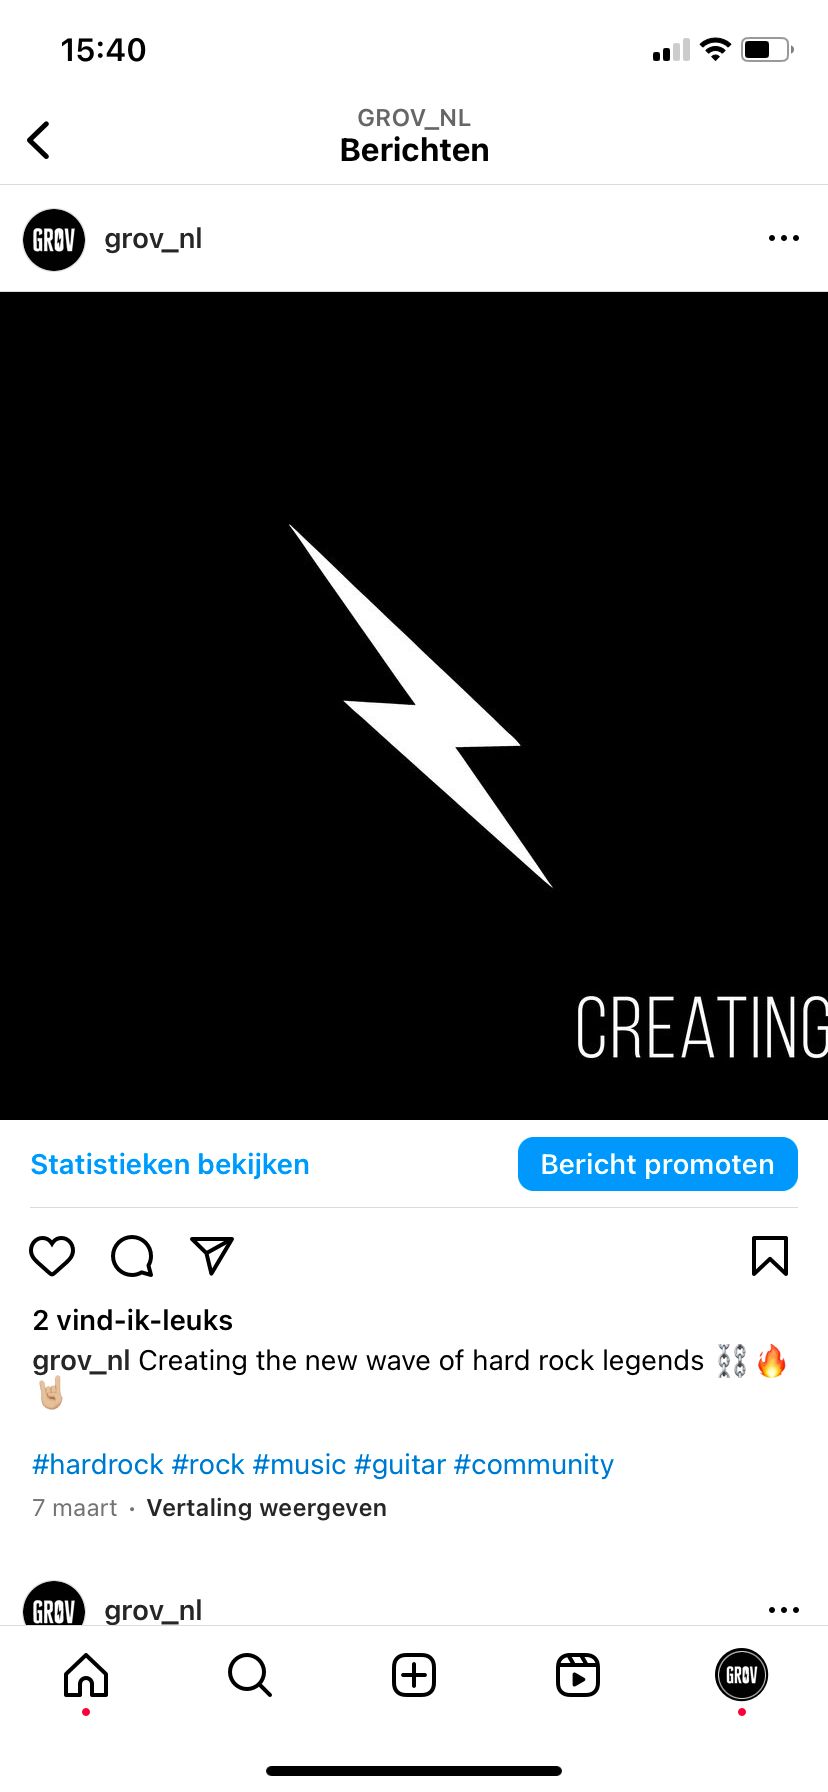 15:40
GROV_NL
Berichten
GROV grov_nl
CREATING
Statistieken bekijken
Bericht promoten
2 vind-ik-leuks
grov_nl Creating the new wave of hard rock legends ⛓️🔥
🤘🏼
#hardrock #rock #music #guitar #community
7 maart · Vertaling weergeven
GROV grov_nl
GROV